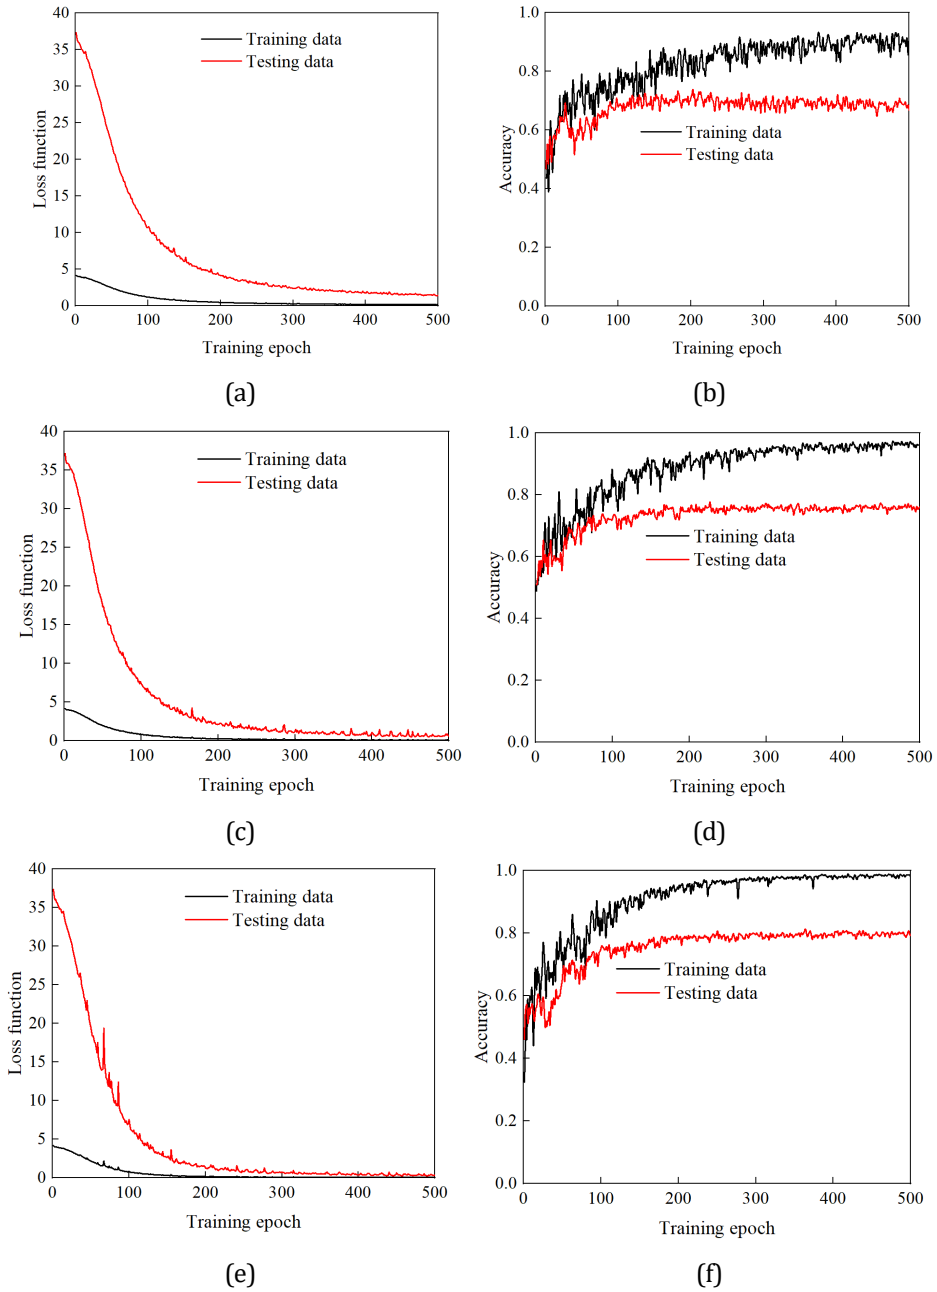 40
35
30
25
20
15
10
5
0
Loss function
Training data
Testing data
0 100 200 300 400 500
Training epoch
(a)
1.0
0.8
0.6
0.4
0.2
0.0
Accuracy
Training data
Testing data
0 100 200 300 400 500
Training epoch
(b)
40
35
30
25
20
15
10
5
0
Loss function
Training data
Testing data
0 100 200 300 400 500
Training epoch
(c)
1.0
0.8
0.6
0.4
0.2
0.0
Accuracy
Training data
Testing data
0 100 200 300 400 500
Training epoch
(d)
40
35
30
25
20
15
10
5
0
Loss function
Training data
Testing data
0 100 200 300 400 500
Training epoch
(e)
1.0
0.8
0.6
0.4
0.2
0.0
Accuracy
Training data
Testing data
0 100 200 300 400 500
Training epoch
(f)